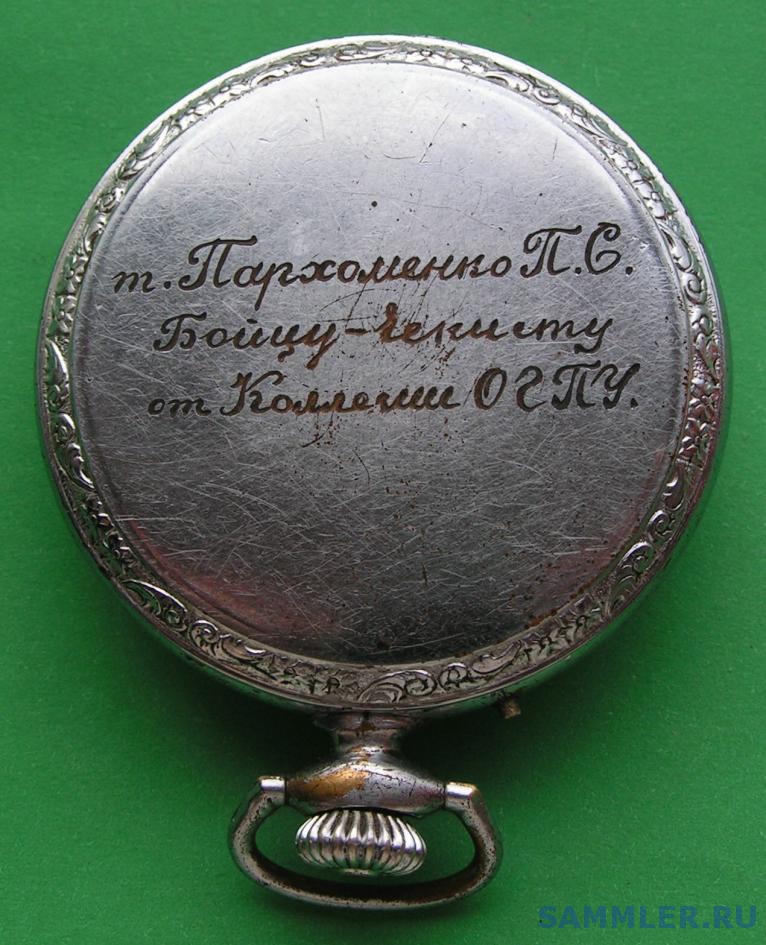 т. Пархоменко П.С.
Бойцу-Чекисту
от Коллегии ОГПУ.
SAMMLER.RU